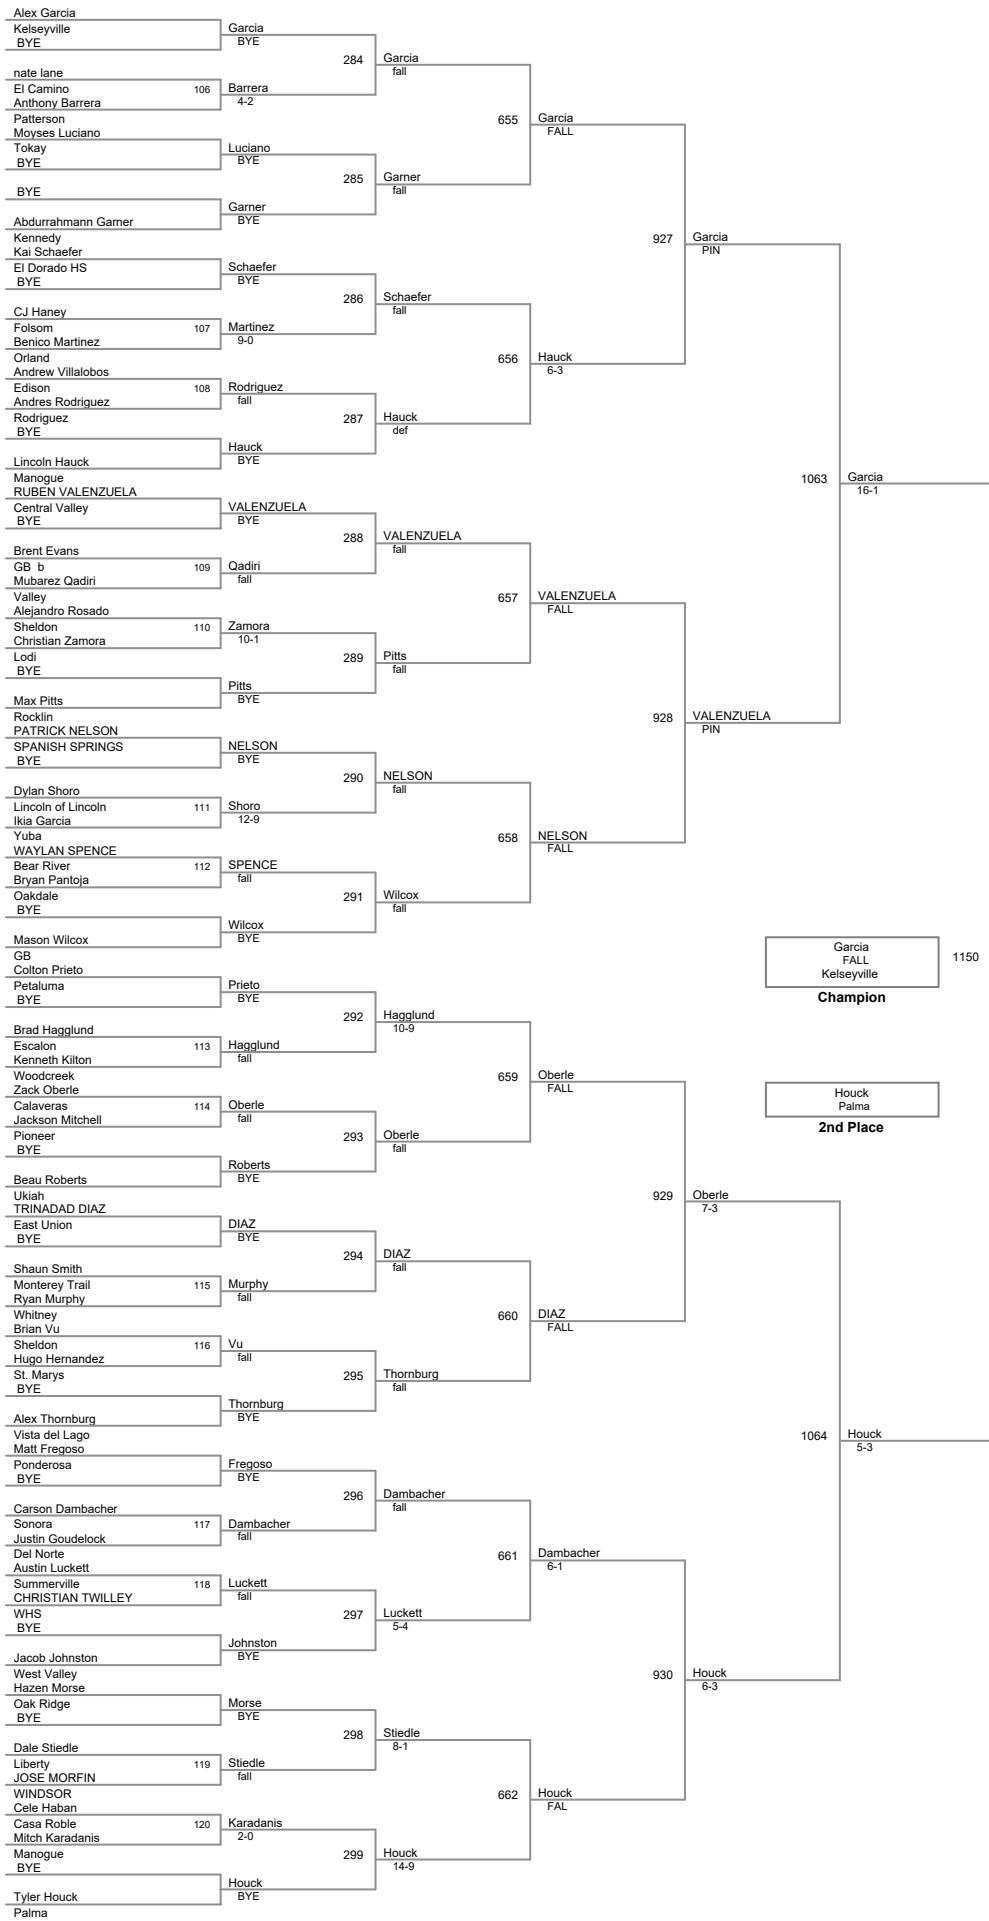 Alex Garcia
Kelseyville
BYE
Garcia
BYE
284
Garcia
fall
nate lane
El Camino
106
Anthony Barrera
Barrera
4-2
Patterson
655
Garcia
FALL
Moyses Luciano
Tokay
BYE
Luciano
BYE
285
Garner
fall
BYE
Garner
BYE
Abdurrahmann Garner
Kennedy
927
Garcia
PIN
Kai Schaefer
El Dorado HS
BYE
Schaefer
BYE
286
Schaefer
fall
CJ Haney
Folsom
107
Benico Martinez
Martinez
9-0
Orland
656
Hauck
6-3
Andrew Villalobos
Edison
108
Andres Rodriguez
Rodriguez
fall
Rodriguez
BYE
287
Hauck
def
Hauck
BYE
Lincoln Hauck
Manogue
1063
Garcia
16-1
RUBEN VALENZUELA
Central Valley
BYE
VALENZUELA
BYE
288
VALENZUELA
fall
Brent Evans
GB b
109
Mubarez Qadiri
Qadiri
fall
Valley
657
VALENZUELA
FALL
Alejandro Rosado
Sheldon
110
Christian Zamora
Zamora
10-1
Lodi
BYE
289
Pitts
fall
Pitts
BYE
Max Pitts
Rocklin
928
VALENZUELA
PIN
PATRICK NELSON
SPANISH SPRINGS
BYE
NELSON
BYE
290
NELSON
fall
Dylan Shoro
Lincoln of Lincoln
111
Ikia Garcia
Shoro
12-9
Yuba
658
NELSON
FALL
WAYLAN SPENCE
Bear River
112
Bryan Pantoja
SPENCE
fall
Oakdale
BYE
291
Wilcox
fall
Wilcox
BYE
Mason Wilcox
GB
Garcia
FALL
Kelseyville
1150
Champion
Colton Prieto
Petaluma
BYE
Prieto
BYE
292
Hagglund
10-9
Brad Hagglund
Escalon
113
Kenneth Kilton
Hagglund
fall
Woodcreek
659
Oberle
FALL
Zack Oberle
Calaveras
114
Jackson Mitchell
Oberle
fall
Houck
Palma
2nd Place
Pioneer
BYE
293
Oberle
fall
Roberts
BYE
Beau Roberts
Ukiah
929
Oberle
7-3
TRINADAD DIAZ
East Union
BYE
DIAZ
BYE
294
DIAZ
fall
Shaun Smith
Monterey Trail
115
Ryan Murphy
Murphy
fall
Whitney
660
DIAZ
FALL
Brian Vu
Sheldon
116
Hugo Hernandez
Vu
fall
St. Marys
BYE
295
Thornburg
fall
Thornburg
BYE
Alex Thornburg
Vista del Lago
1064
Houck
5-3
Matt Fregoso
Ponderosa
BYE
Fregoso
BYE
296
Dambacher
fall
Carson Dambacher
Sonora
117
Justin Goudelock
Dambacher
fall
Del Norte
661
Dambacher
6-1
Austin Luckett
Summerville
118
CHRISTIAN TWILLEY
Luckett
fall
WHS
BYE
297
Luckett
5-4
Johnston
BYE
Jacob Johnston
West Valley
930
Houck
6-3
Hazen Morse
Oak Ridge
BYE
Morse
BYE
298
Stiedle
8-1
Dale Stiedle
Liberty
119
JOSE MORFIN
Stiedle
fall
WINDSOR
662
Houck
FAL
Cele Haban
Casa Roble
120
Mitch Karadanis
Karadanis
2-0
Manogue
BYE
299
Houck
14-9
Houck
BYE
Tyler Houck
Palma